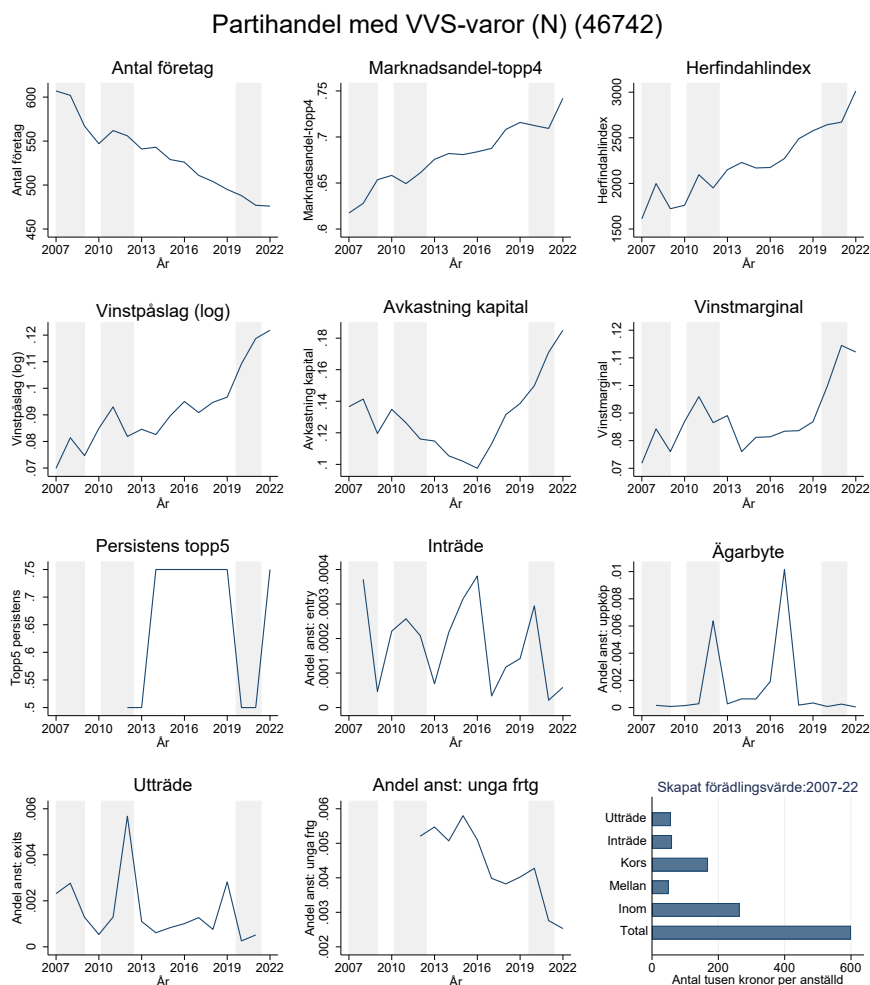 Partihandel med VVS-varor (N) (46742)
Antal företag
Antal företag
450 500 550 600
2007 2010 2013 2016 2019 2022
År
Marknadsandel-topp4
Marknadsandel-topp4
.6 .65 .7 .75
2007 2010 2013 2016 2019 2022
År
Herfindahlindex
Herfindahlindex
1500 2000 2500 3000
2007 2010 2013 2016 2019 2022
År
Vinstpåslag (log)
Vinstpåslag (log)
.07 .08 .09 .1 .11 .12
2007 2010 2013 2016 2019 2022
År
Avkastning kapital
Avkastning kapital
.1 .12 .14 .16 .18
2007 2010 2013 2016 2019 2022
År
Vinstmarginal
Vinstmarginal
.07 .08 .09 .1 .11 .12
2007 2010 2013 2016 2019 2022
År
Persistens topp5
Topp5 persistens
.5 .55 .6 .65 .7 .75
2007 2010 2013 2016 2019 2022
År
Inträde
Andel anst: entry
0 .0001 .0002 .0003 .0004
2007 2010 2013 2016 2019 2022
År
Ägarbyte
Andel anst: uppköp
0 .002 .004 .006 .008 .01
2007 2010 2013 2016 2019 2022
År
Utträde
Andel anst: exits
0 .002 .004 .006
2007 2010 2013 2016 2019 2022
År
Andel anst: unga frtg
Andel anst: unga frtg
.002 .003 .004 .005 .006
2007 2010 2013 2016 2019 2022
År
Skapat förädlingsvärde:2007-22
Utträde
Inträde
Kors
Mellan
Inom
Total
0 200 400 600
Antal tusen kronor per anställd